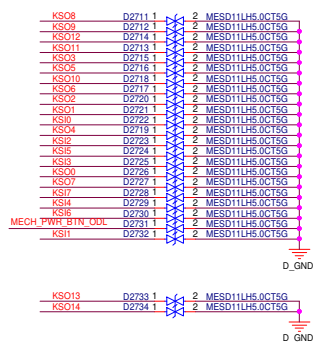 KSO8 D2711 1 2 MESD11LH5.0CT5G
KSO9 D2712 1 2 MESD11LH5.0CT5G
KSO12 D2714 1 2 MESD11LH5.0CT5G
KSO11 D2713 1 2 MESD11LH5.0CT5G
KSO3 D2715 1 2 MESD11LH5.0CT5G
KSO5 D2716 1 2 MESD11LH5.0CT5G
KSO10 D2718 1 2 MESD11LH5.0CT5G
KSO6 D2717 1 2 MESD11LH5.0CT5G
KSO2 D2720 1 2 MESD11LH5.0CT5G
KSO1 D2721 1 2 MESD11LH5.0CT5G
KSI0 D2722 1 2 MESD11LH5.0CT5G
KSO4 D2719 1 2 MESD11LH5.0CT5G
KSI2 D2723 1 2 MESD11LH5.0CT5G
KSI5 D2724 1 2 MESD11LH5.0CT5G
KSI3 D2725 1 2 MESD11LH5.0CT5G
KSO0 D2726 1 2 MESD11LH5.0CT5G
KSO7 D2727 1 2 MESD11LH5.0CT5G
KSI7 D2728 1 2 MESD11LH5.0CT5G
KSI4 D2729 1 2 MESD11LH5.0CT5G
KSI6 D2730 1 2 MESD11LH5.0CT5G
MECH_PWR_BTN_ODL D2731 1 2 MESD11LH5.0CT5G
KSI1 D2732 1 2 MESD11LH5.0CT5G
D_GND
KSO13 D2733 1 2 MESD11LH5.0CT5G
KSO14 D2734 1 2 MESD11LH5.0CT5G
D_GND